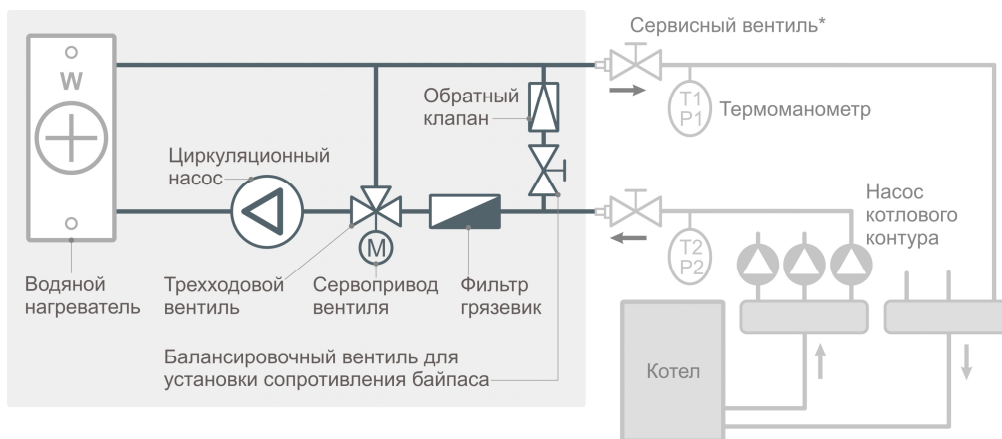 Сервисный вентиль*
W
Обратный
клапан
T1
P1
Термоманометр
Циркуляционный
насос
Насос
котлового
контура
M
T2
P2
Водяной
нагреватель
Трехходовой
вентиль
Сервопривод
вентиля
Фильтр
грязевик
Балансировочный вентиль для
установки сопротивления байпаса
Котел